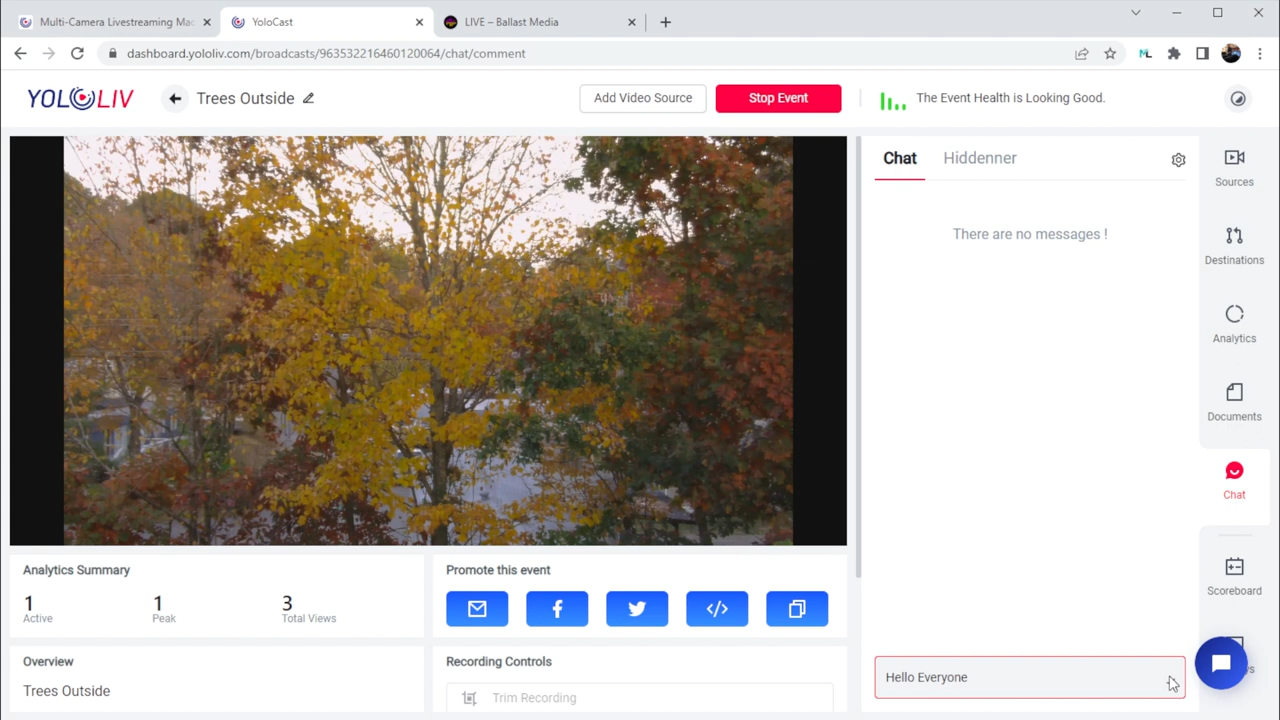 Multi-Camera Livestreaming Mac
YoloCast
LIVE – Ballast Media
dashboard.yololiv.com/broadcasts/963532216460120064/chat/comment
YOLOLIV
Trees Outside
Add Video Source
Stop Event
The Event Health is Looking Good.
Chat
Hiddenner
There are no messages !
Sources
Destinations
Analytics
Documents
Chat
Scoreboard
Analytics Summary
1
Active
1
Peak
3
Total Views
Promote this event
Overview
Trees Outside
Recording Controls
Trim Recording
Hello Everyone